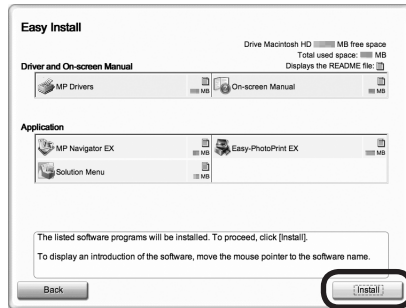 Easy Install
Drive Macintosh HD MB free space
Total used space: MB
Displays the README file:
Driver and On-screen Manual
MP Drivers MB On-screen Manual MB
Application
MP Navigator EX MB Easy-PhotoPrint EX MB
Solution Menu MB
The listed software programs will be installed. To proceed, click [Install].
To display an introduction of the software, move the mouse pointer to the software name.
Back Install